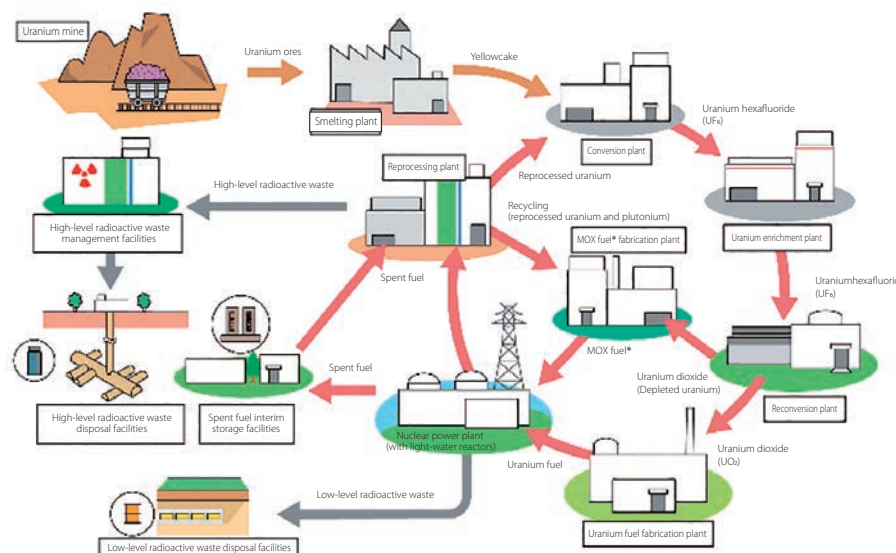 Uranium mine
Uranium ores
Smelting plant
Yellowcake
Conversion plant
Uranium hexafluoride
(UF₆)
Uranium enrichment plant
Reprocessing plant
Reprocessed uranium
High-level radioactive waste
High-level radioactive waste
management facilities
Recycling
(reprocessed uranium and plutonium)
MOX fuel* fabrication plant
Uraniumhexafluoride
(UF₆)
Spent fuel
MOX fuel*
Uranium dioxide
(Depleted uranium)
Reconversion plant
Spent fuel
High-level radioactive waste
disposal facilities
Spent fuel interim
storage facilities
Nuclear power plant
(with light-water reactors)
Uranium fuel
Uranium dioxide
(UO₂)
Uranium fuel fabrication plant
Low-level radioactive waste
Low-level radioactive waste disposal facilities